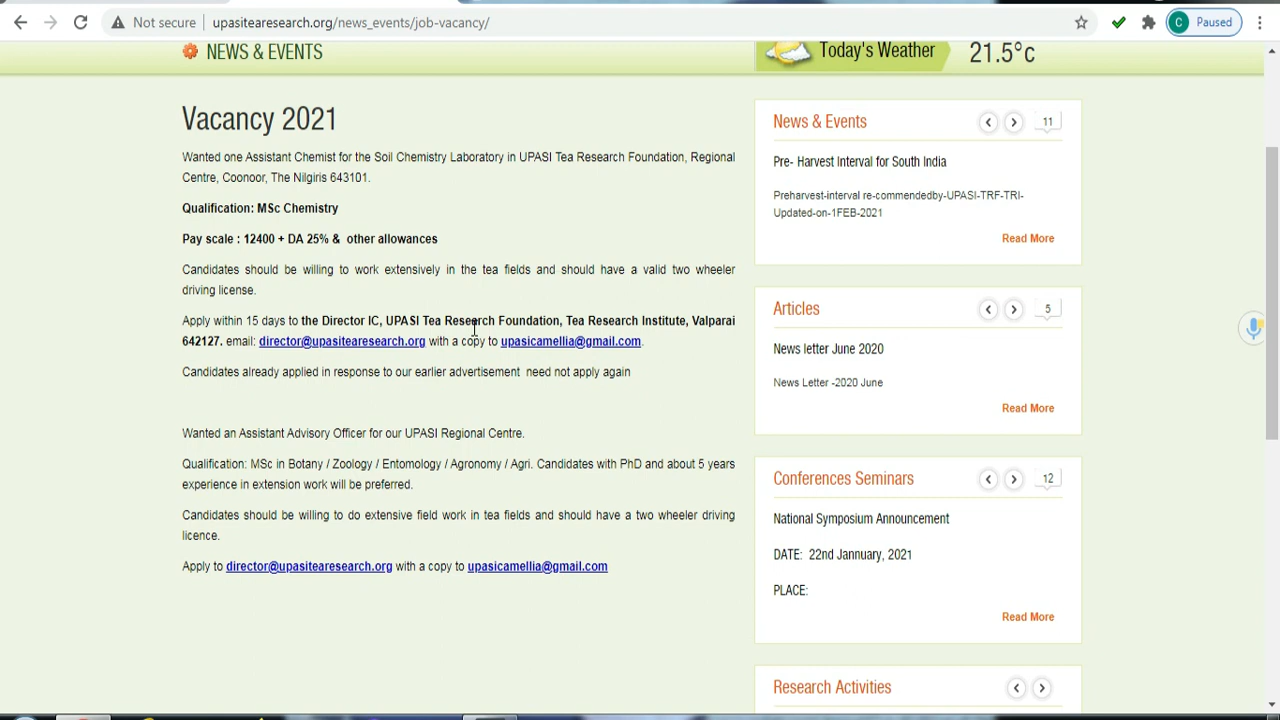 Not secure
upasitearesearch.org/news_events/job-vacancy/
C Paused
NEWS & EVENTS
Today's Weather
21.5°c
Vacancy 2021
Wanted one Assistant Chemist for the Soil Chemistry Laboratory in UPASI Tea Research Foundation, Regional
Centre, Coonoor, The Nilgiris 643101.
Qualification: MSc Chemistry
Pay scale : 12400 + DA 25% & other allowances
Candidates should be willing to work extensively in the tea fields and should have a valid two wheeler
driving license.
Apply within 15 days to the Director IC, UPASI Tea Research Foundation, Tea Research Institute, Valparai
642127. email: director@upasitearesearch.org with a copy to upasicamellia@gmail.com.
Candidates already applied in response to our earlier advertisement need not apply again
Wanted an Assistant Advisory Officer for our UPASI Regional Centre.
Qualification: MSc in Botany / Zoology / Entomology / Agronomy / Agri. Candidates with PhD and about 5 years
experience in extension work will be preferred.
Candidates should be willing to do extensive field work in tea fields and should have a two wheeler driving
licence.
Apply to director@upasitearesearch.org with a copy to upasicamellia@gmail.com
News & Events
11
Pre- Harvest Interval for South India
Preharvest-interval re-commendedby-UPASI-TRF-TRI-
Updated-on-1FEB-2021
Read More
Articles
5
News letter June 2020
News Letter -2020 June
Read More
Conferences Seminars
12
National Symposium Announcement
DATE: 22nd Jannuary, 2021
PLACE:
Read More
Research Activities